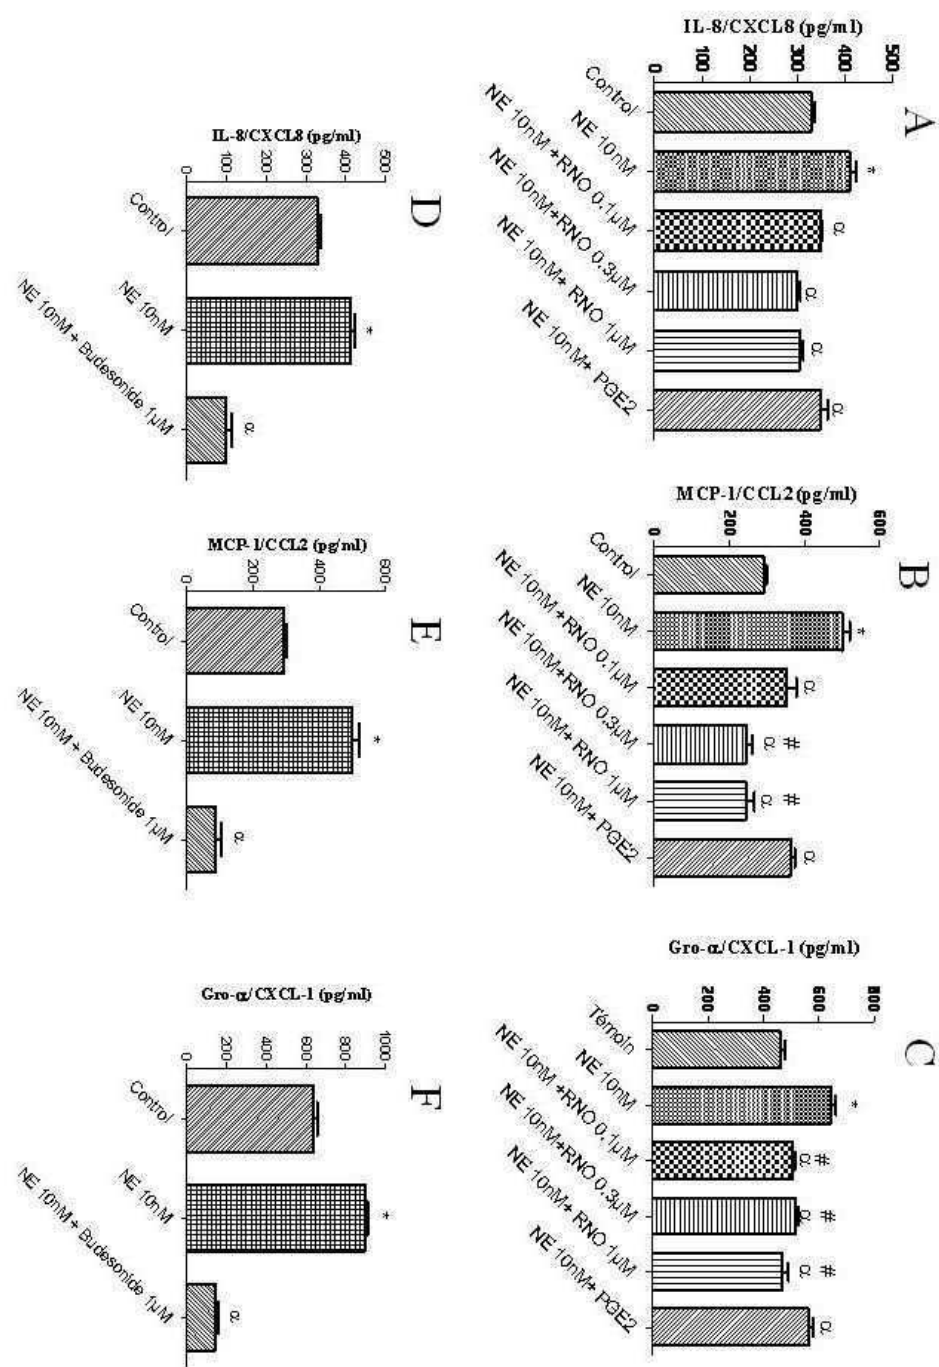 A
IL-8/CXCL8 (pg/ml)
500
400
300
200
100
0
Control
NE 10nM
NE 10nM +RNO 0.1µM
NE 10nM+RNO 0.3µM
NE 10nM+ RNO 1µM
NE 10nM+ PGE2
*
α
α
α
α
B
MCP-1/CCL2 (pg/ml)
600
400
200
0
Control
NE 10nM
NE 10nM +RNO 0.1µM
NE 10nM+RNO 0.3µM
NE 10nM+ RNO 1µM
NE 10nM+ PGE2
*
α
#
α
#
α
α
C
Gro-α/CXCL-1 (pg/ml)
800
600
400
200
0
Témoin
NE 10nM
NE 10nM +RNO 0.1µM
NE 10nM+RNO 0.3µM
NE 10nM+ RNO 1µM
NE 10nM+ PGE2
*
#
α
#
α
#
α
α
D
IL-8/CXCL8 (pg/ml)
500
400
300
200
100
0
Control
NE 10nM
NE 10nM + Budesonide 1µM
*
α
E
MCP-1/CCL2 (pg/ml)
600
400
200
0
Control
NE 10nM
NE 10nM + Budesonide 1µM
*
α
F
Gro-α/CXCL-1 (pg/ml)
1000
800
600
400
200
0
Control
NE 10nM
NE 10nM + Budesonide 1µM
*
α